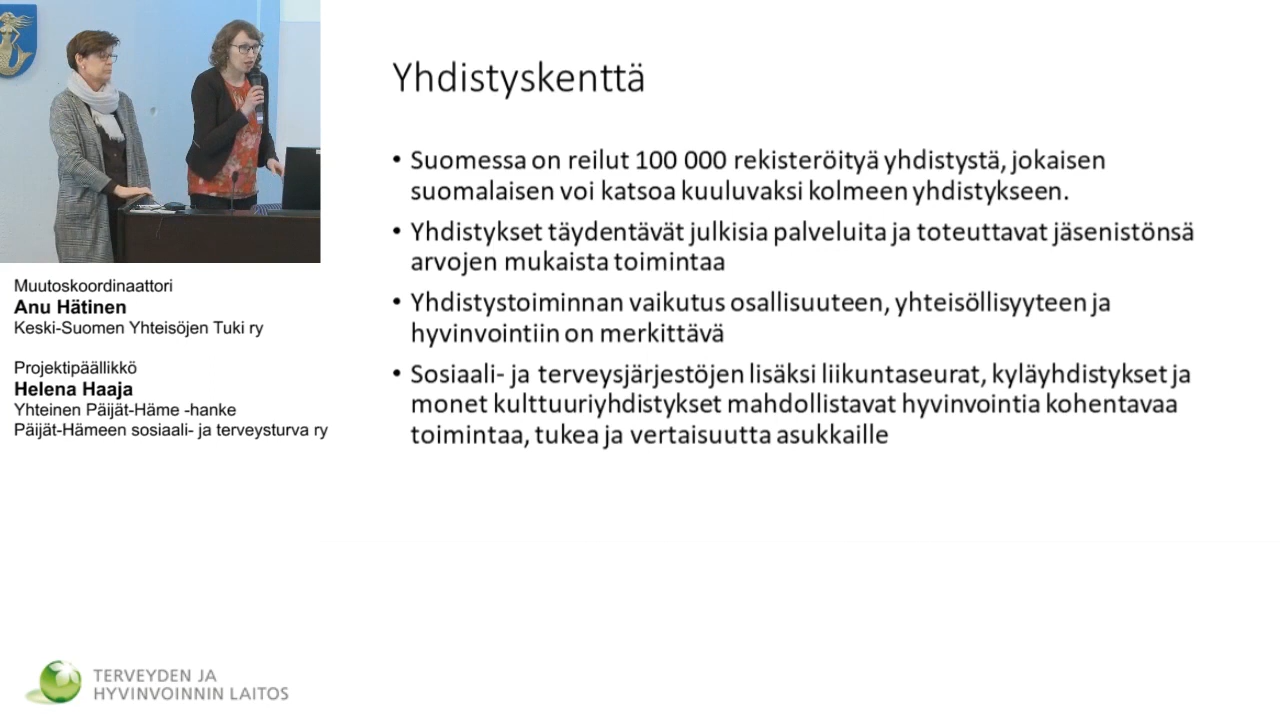 Yhdistyskenttä
• Suomessa on reilut 100 000 rekisteröityä yhdistystä, jokaisen
suomalaisen voi katsoa kuuluvaksi kolmeen yhdistykseen.
• Yhdistykset täydentävät julkisia palveluita ja toteuttavat jäsenistönsä
arvojen mukaista toimintaa
• Yhdistystoiminnan vaikutus osallisuuteen, yhteisöllisyyteen ja
hyvinvointiin on merkittävä
• Sosiaali- ja terveysjärjestöjen lisäksi liikuntaseurat, kyläyhdistykset ja
monet kulttuuriyhdistykset mahdollistavat hyvinvointia kohentavaa
toimintaa, tukea ja vertaisuutta asukkaille
Muutoskoordinaattori
Anu Hätinen
Keski-Suomen Yhteisöjen Tuki ry
Projektipäällikkö
Helena Haaja
Yhteinen Päijät-Häme -hanke
Päijät-Hämeen sosiaali- ja terveysturva ry
TERVEYDEN JA
HYVINVOINNIN LAITOS